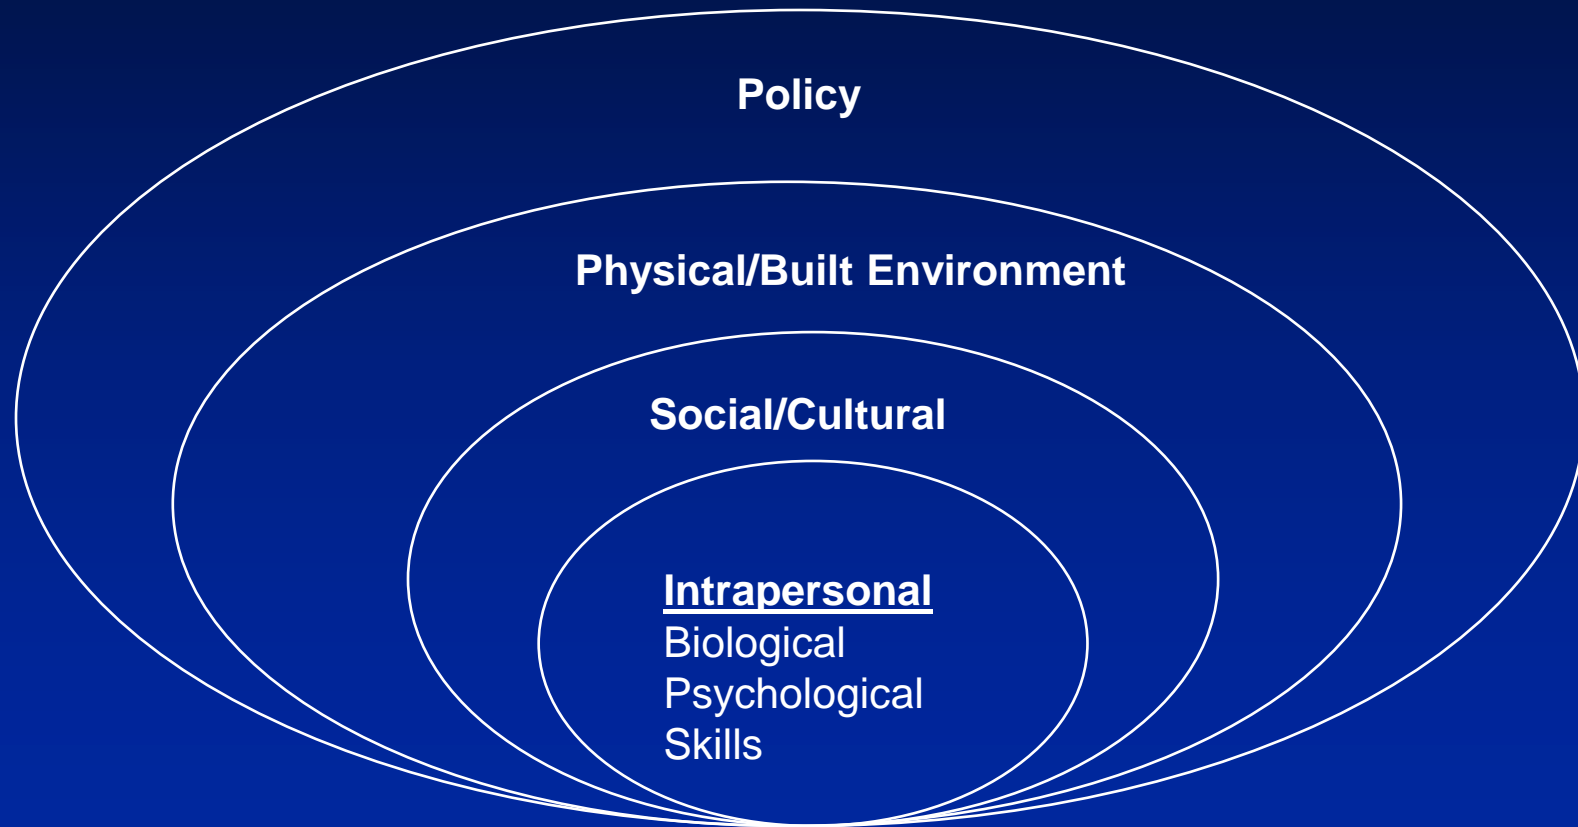 Policy
Physical/Built Environment
Social/Cultural
Intrapersonal
Biological
Psychological
Skills